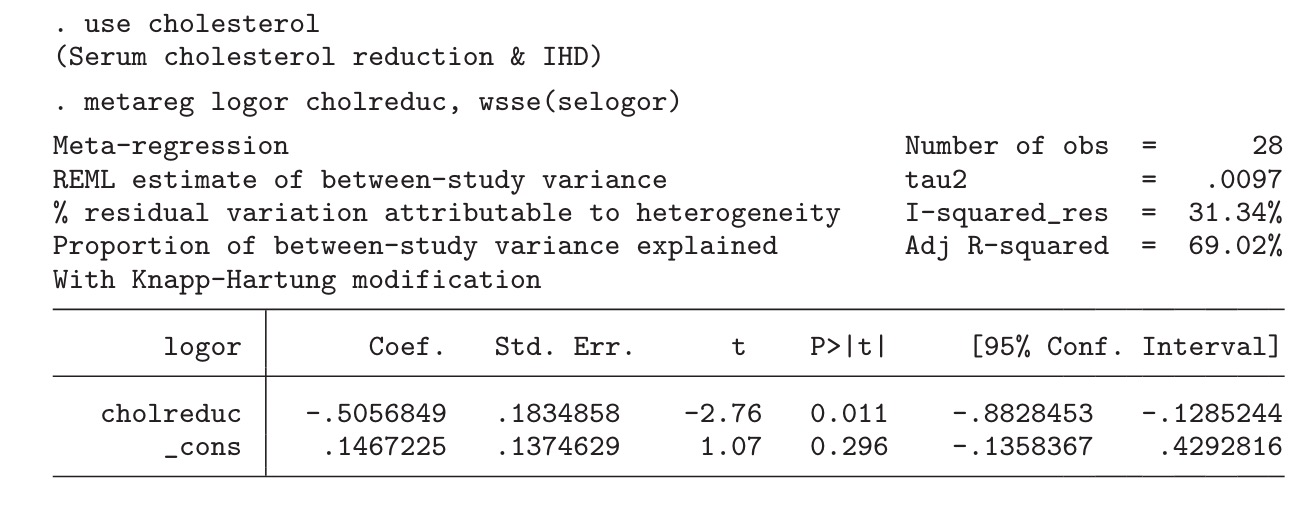 . use cholesterol
(Serum cholesterol reduction & IHD)
. metareg logor cholreduc, wsse(selogor)
Meta-regression Number of obs = 28
REML estimate of between-study variance tau2 = .0097
% residual variation attributable to heterogeneity I-squared_res = 31.34%
Proportion of between-study variance explained Adj R-squared = 69.02%
With Knapp-Hartung modification
logor Coef. Std. Err. t P>|t| [95% Conf. Interval]
cholreduc -.5056849 .1834858 -2.76 0.011 -.8828453 -.1285244
_cons .1467225 .1374629 1.07 0.296 -.1358367 .4292816